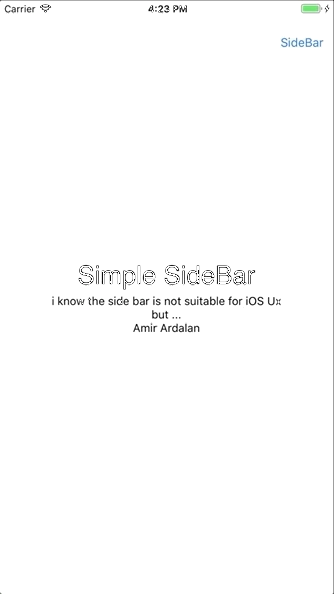 Carrier 4:23 PM
SideBar
Simple SideBar
i know the side bar is not suitable for iOS Ux
but ...
Amir Ardalan